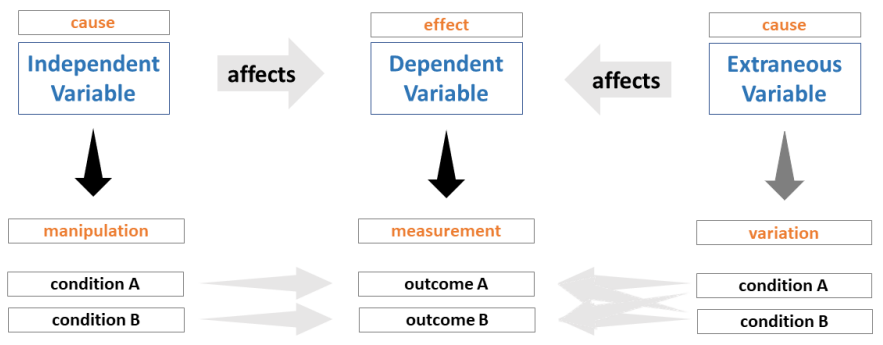 cause
effect
cause
Independent
Variable
affects
Dependent
Variable
affects
Extraneous
Variable
manipulation
measurement
variation
condition A
outcome A
condition A
condition B
outcome B
condition B